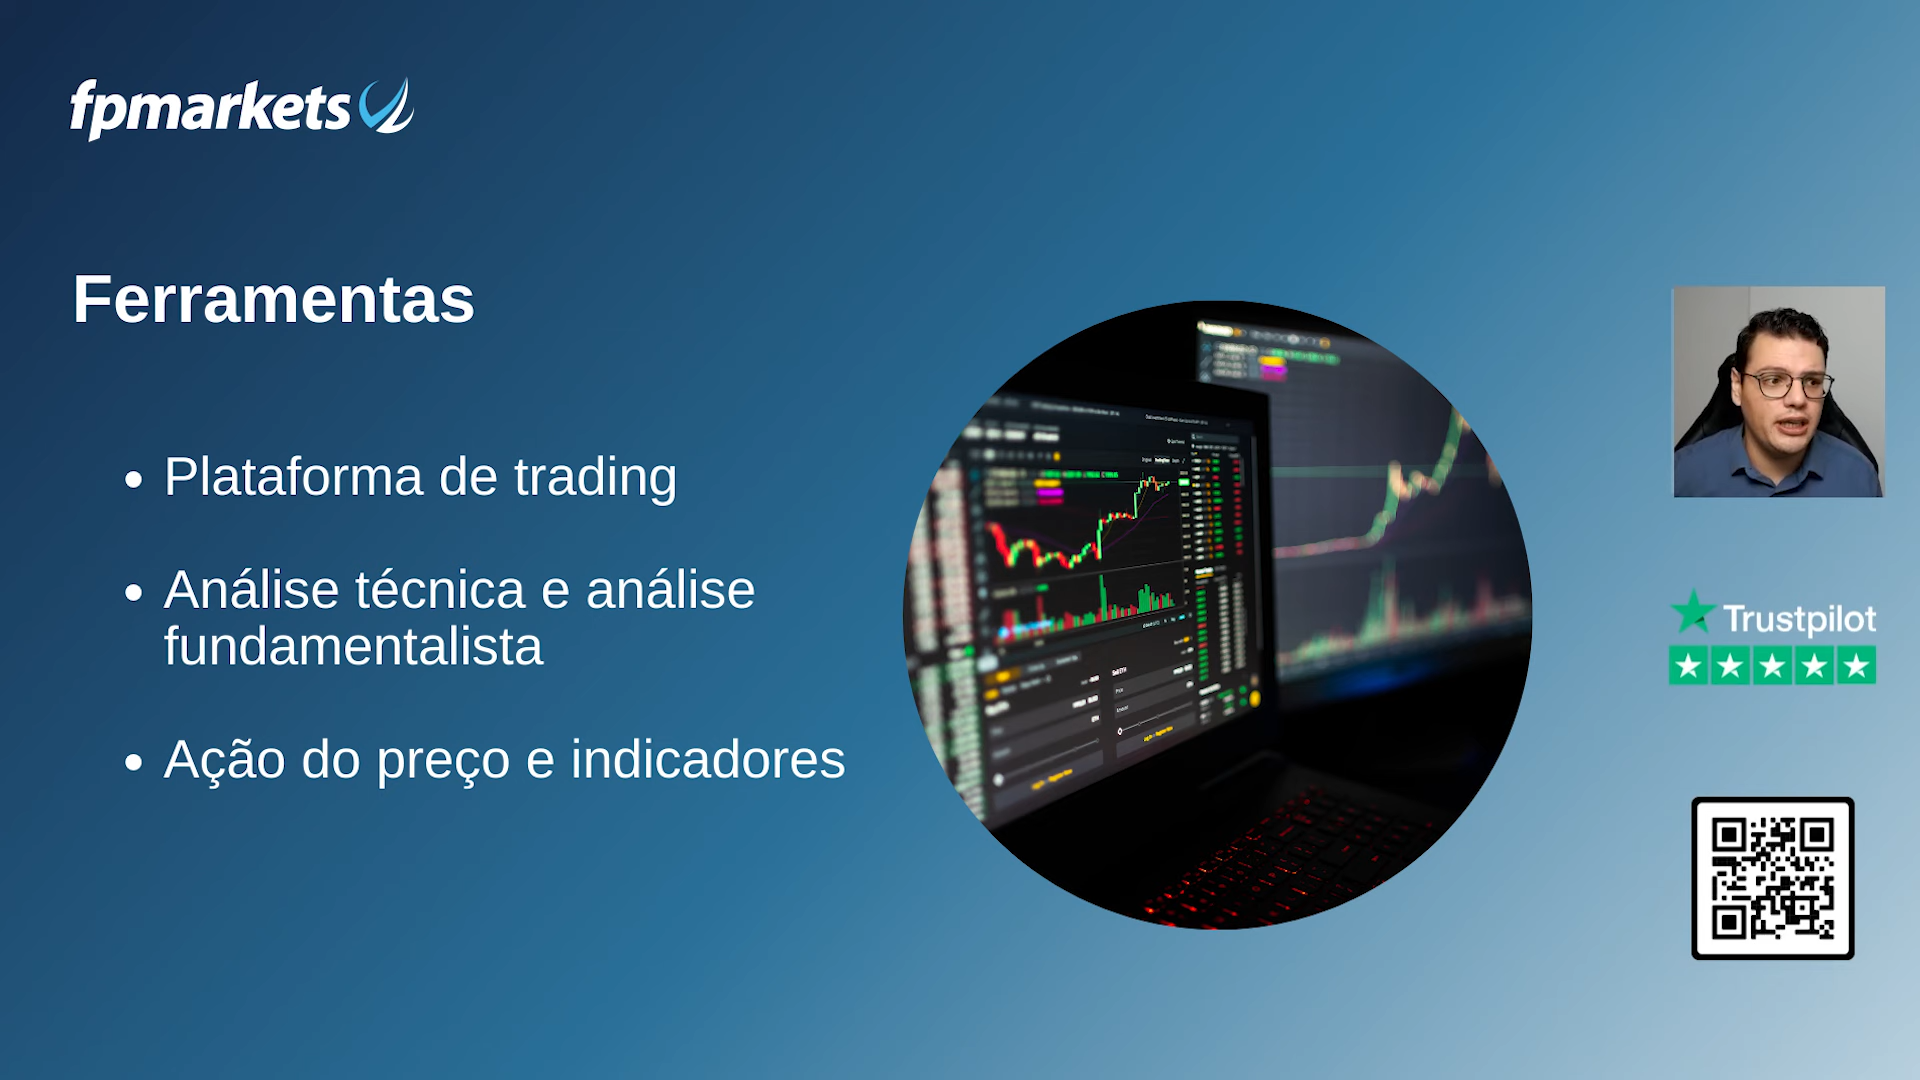 fpmarkets
Ferramentas
• Plataforma de trading
• Análise técnica e análise
fundamentalista
• Ação do preço e indicadores
Trustpilot